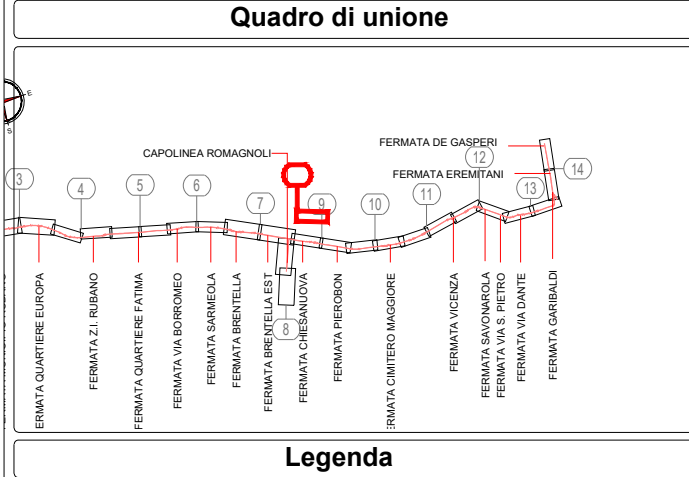 Quadro di unione
E
S
CAPOLINEA ROMAGNOLI
FERMATA DE GASPERI
FERMATA EREMITANI
3
4
5
6
7
8
9
10
11
12
13
14
ERMATA QUARTIERE EUROPA
FERMATA Z.I. RUBANO
FERMATA QUARTIERE FATIMA
FERMATA VIA BORROMEO
FERMATA SARMEOLA
FERMATA BRENTELLA
FERMATA BRENTELLA EST
FERMATA CHIESANUOVA
FERMATA PIEROBON
ERMATA CIMITERO MAGGIORE
FERMATA VICENZA
FERMATA SAVONAROLA
FERMATA VIA S. PIETRO
FERMATA VIA DANTE
FERMATA GARIBALDI
Legenda